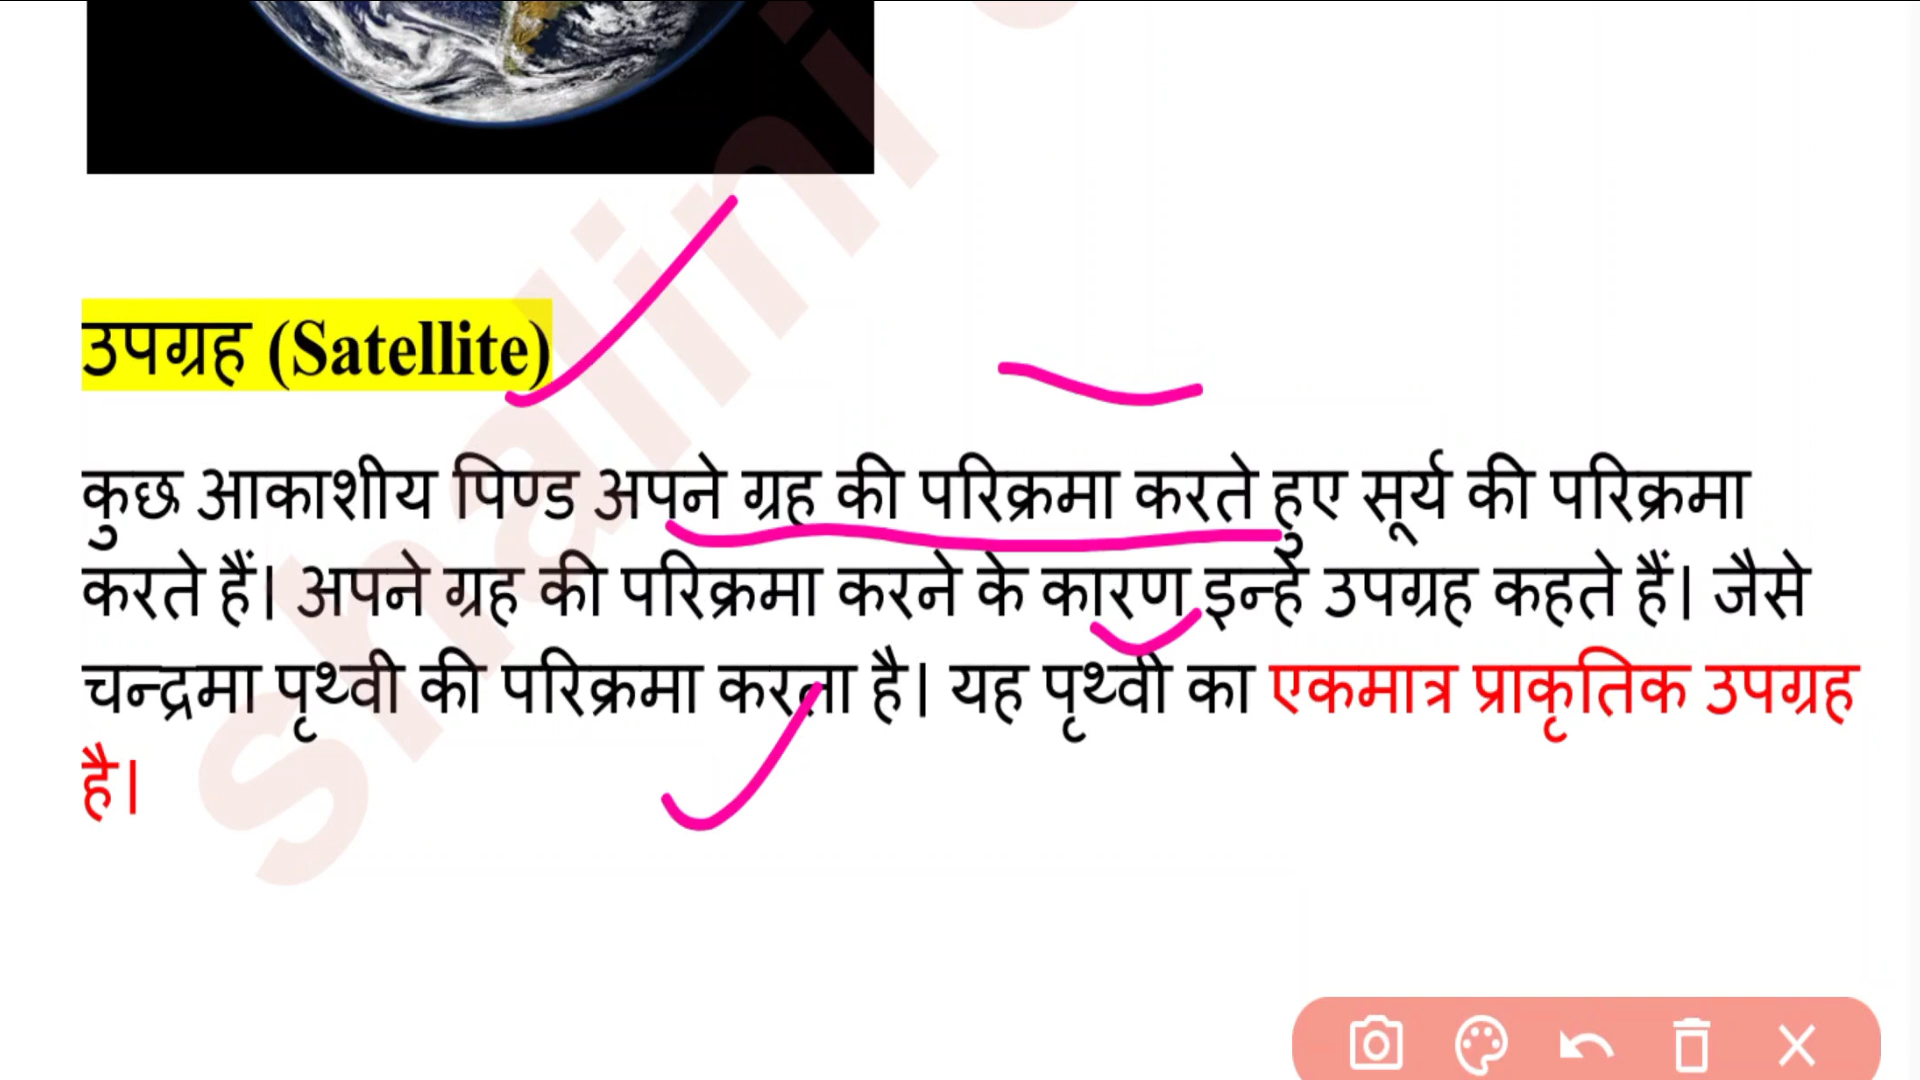 उपग्रह (Satellite)
कुछ आकाशीय पिण्ड अपने ग्रह की परिक्रमा करते हुए सूर्य की परिक्रमा
करते हैं। अपने ग्रह की परिक्रमा करने के कारण इन्हें उपग्रह कहते हैं। जैसे
चन्द्रमा पृथ्वी की परिक्रमा करता है। यह पृथ्वी का एकमात्र प्राकृतिक उपग्रह
है।
shalini